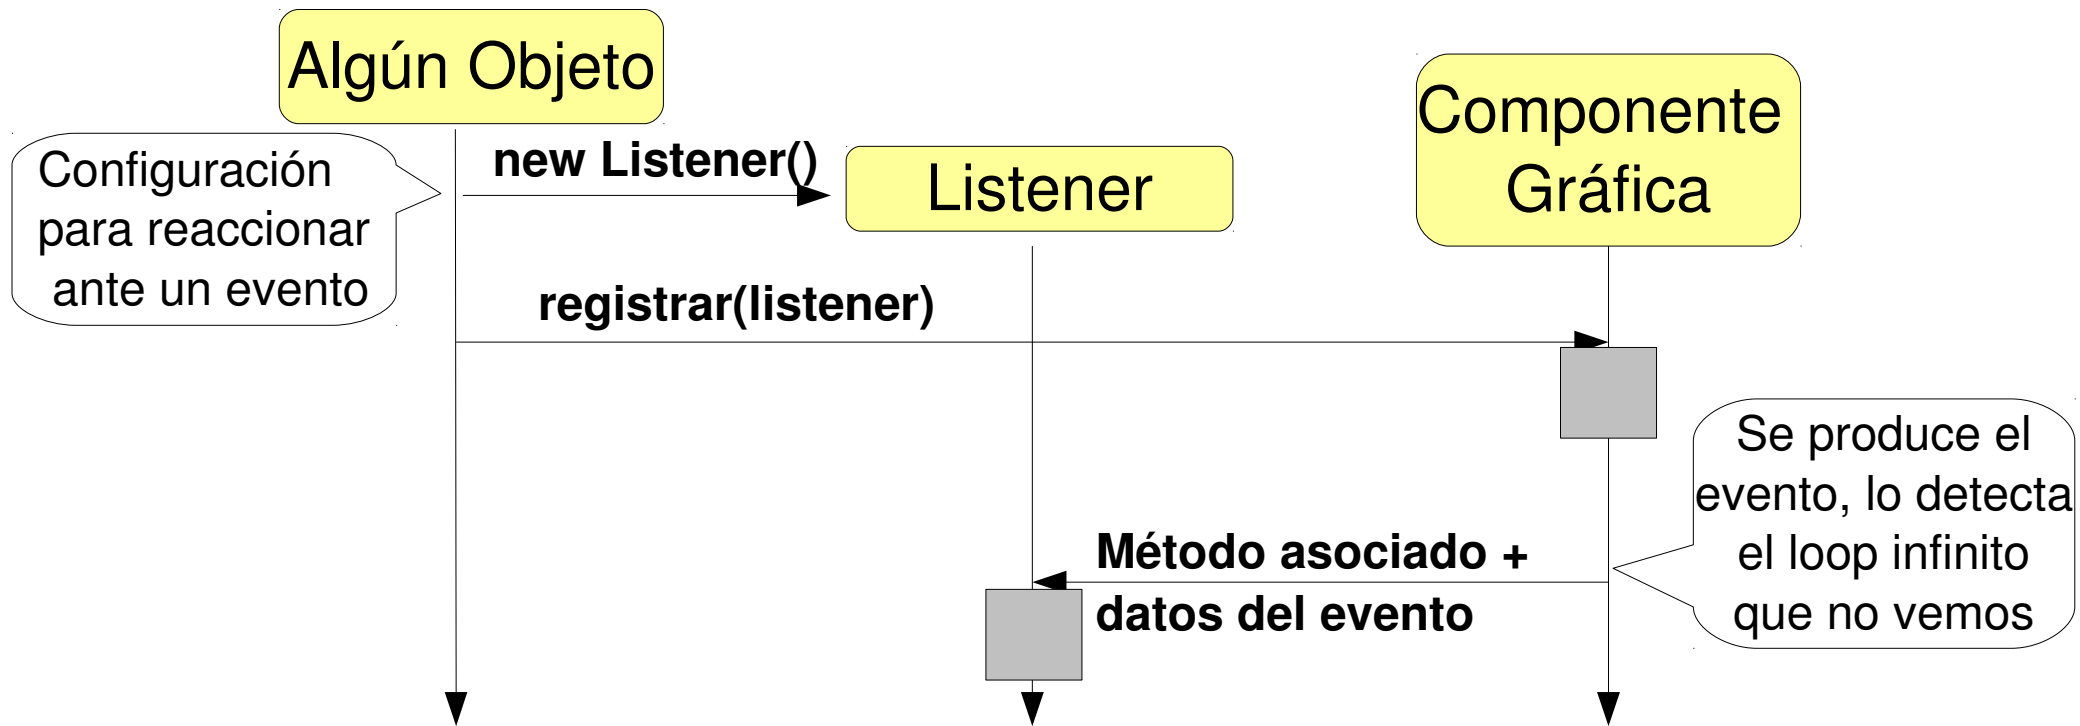 Algún Objeto
Configuración
para reaccionar
ante un evento
new Listener()
Listener
Componente
Gráfica
registrar(listener)
Se produce el
evento, lo detecta
el loop infinito
que no vemos
Método asociado +
datos del evento